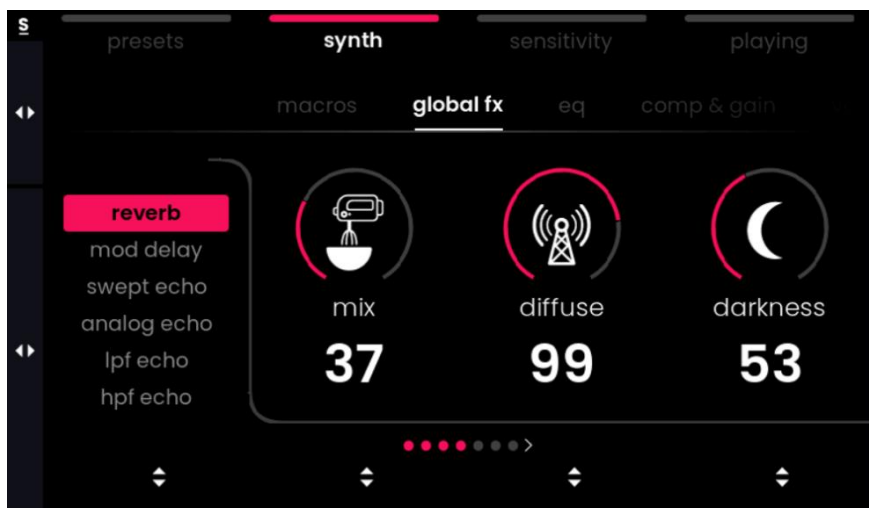 S
presets synth sensitivity playing
macros global fx eq comp & gain
reverb
mod delay
swept echo
analog echo
lpf echo
hpf echo
mix diffuse darkness
37 99 53